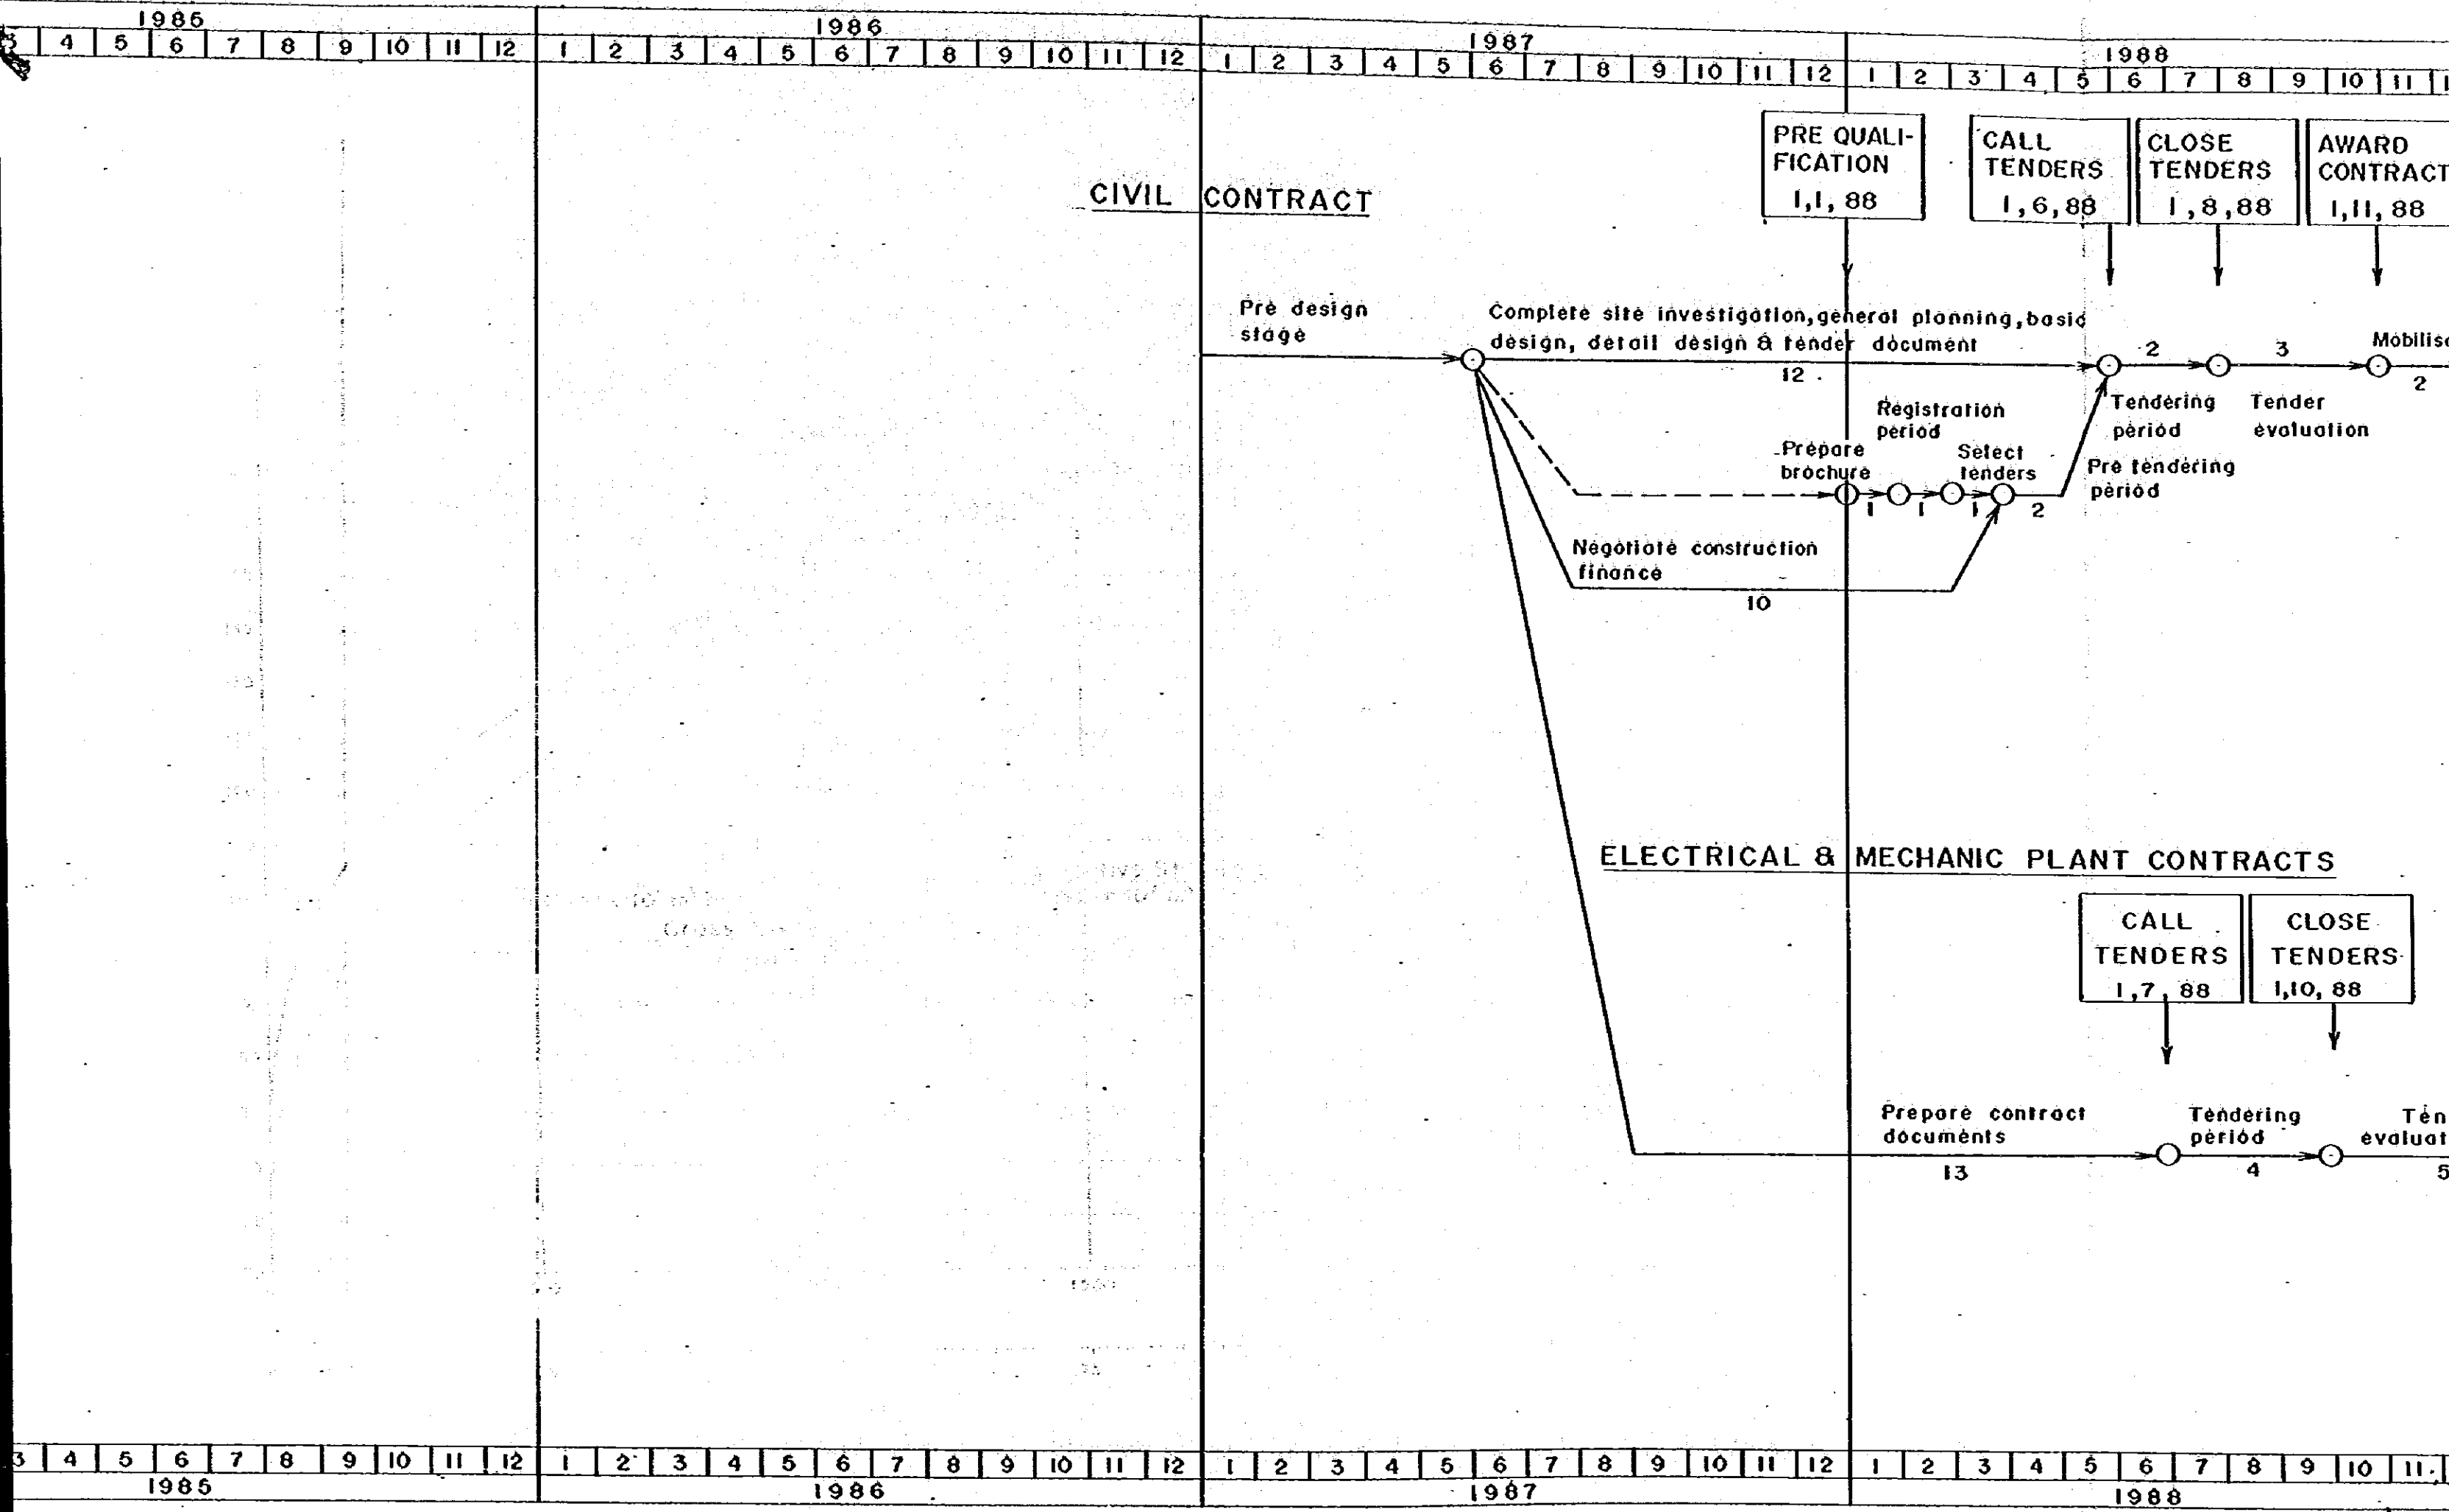 1985 1986 1987 1988
3 4 5 6 7 8 9 10 11 12 1 2 3 4 5 6 7 8 9 10 11 12 1 2 3 4 5 6 7 8 9 10 11 12 1 2 3 4 5 6 7 8 9 10 11 1
PRE QUALI-
FICATION
1,1, 88
CALL
TENDERS
1,6,88
CLOSE
TENDERS
1,8,88
AWARD
CONTRACT
1,11, 88
CIVIL CONTRACT
Pre design
stage
Complete site investigation, general planning, basic
design, detail design & tender document
12
2
3
Mobilisa
2
Tendering
period
Tender
evaluation
Registration
period
Prepare
brochure
Select
tenders
Pre tendering
period
1 1 1 2
Negotiate construction
finance
10
ELECTRICAL & MECHANIC PLANT CONTRACTS
CALL
TENDERS
1,7, 88
CLOSE
TENDERS
1,10, 88
Prepare contract
documents
13
Tendering
period
4
Ten
evaluat
5
3 4 5 6 7 8 9 10 11 12 1 2 3 4 5 6 7 8 9 10 11 12 1 2 3 4 5 6 7 8 9 10 11 12 1 2 3 4 5 6 7 8 9 10 11
1985 1986 1987 1988